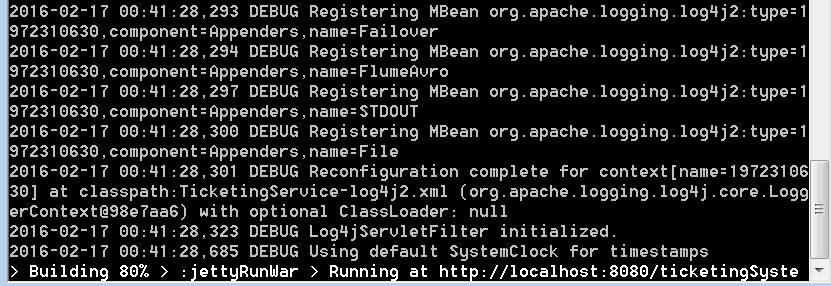 2016-02-17 00:41:28,293 DEBUG Registering MBean org.apache.logging.log4j2:type=1
972310630,component=Appenders,name=Failover
2016-02-17 00:41:28,294 DEBUG Registering MBean org.apache.logging.log4j2:type=1
972310630,component=Appenders,name=FlumeAvro
2016-02-17 00:41:28,297 DEBUG Registering MBean org.apache.logging.log4j2:type=1
972310630,component=Appenders,name=STDOUT
2016-02-17 00:41:28,300 DEBUG Registering MBean org.apache.logging.log4j2:type=1
972310630,component=Appenders,name=File
2016-02-17 00:41:28,301 DEBUG Reconfiguration complete for context[name=19723106
30] at classpath:TicketingService-log4j2.xml (org.apache.logging.log4j.core.Logg
erContext@98e7aa6) with optional ClassLoader: null
2016-02-17 00:41:28,323 DEBUG Log4jServletFilter initialized.
2016-02-17 00:41:28,685 DEBUG Using default SystemClock for timestamps
> Building 80% > :jettyRunWar > Running at http://localhost:8080/ticketingSyste